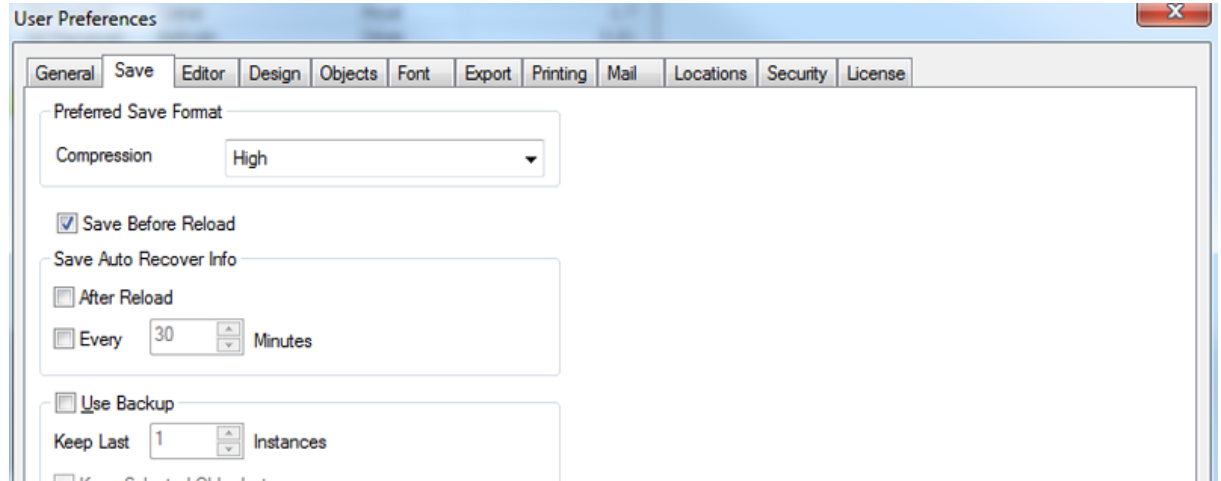 User Preferences
General Save Editor Design Objects Font Export Printing Mail Locations Security License
Preferred Save Format
Compression High
Save Before Reload
Save Auto Recover Info
After Reload
Every 30 Minutes
Use Backup
Keep Last 1 Instances